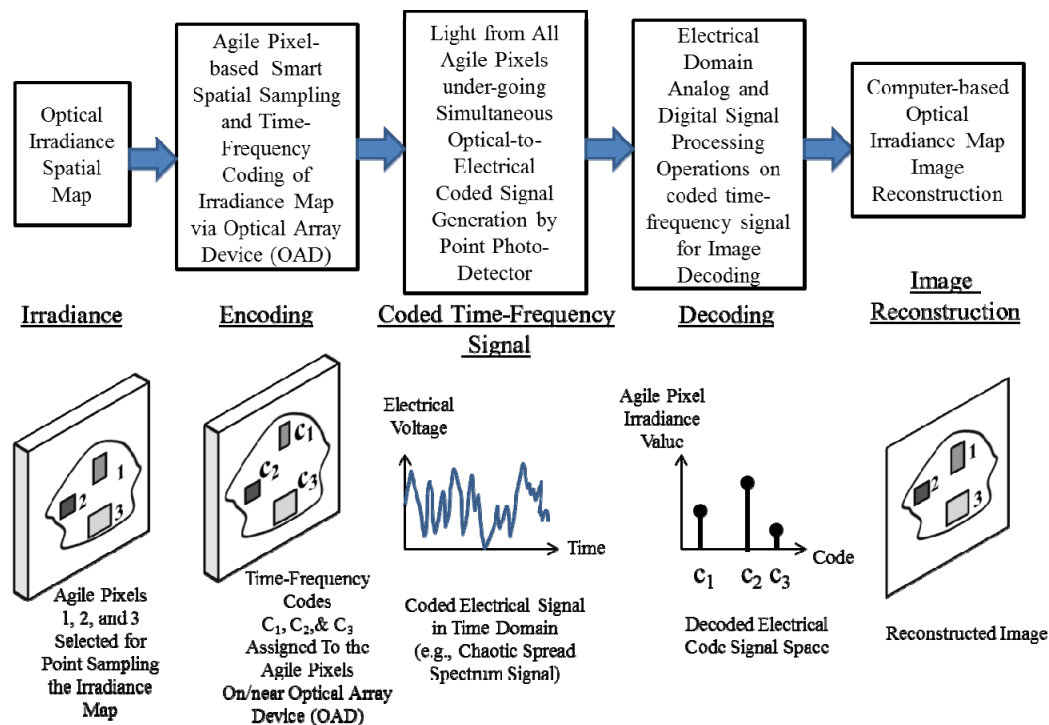 Optical
Irradiance
Spatial
Map
Agile Pixel-
based Smart
Spatial Sampling
and Time-
Frequency
Coding of
Irradiance Map
via Optical Array
Device (OAD)
Light from All
Agile Pixels
under-going
Simultaneous
Optical-to-
Electrical
Coded Signal
Generation by
Point Photo-
Detector
Electrical
Domain
Analog and
Digital Signal
Processing
Operations on
coded time-
frequency signal
for Image
Decoding
Computer-based
Optical
Irradiance Map
Image
Reconstruction
Irradiance
Encoding
Coded Time-Frequency
Signal
Decoding
Image
Reconstruction
1
2
3
Agile Pixels
1, 2, and 3
Selected for
Point Sampling
the Irradiance
Map
C1
C2
C3
Time-Frequency
Codes
C1, C2,& C3
Assigned To the
Agile Pixels
On/near Optical Array
Device (OAD)
Electrical
Voltage
Time
Coded Electrical Signal
in Time Domain
(e.g., Chaotic Spread
Spectrum Signal)
Agile Pixel
Irradiance
Value
Code
C1 C2 C3
Decoded Electrical
Code Signal Space
1
2
3
Reconstructed Image